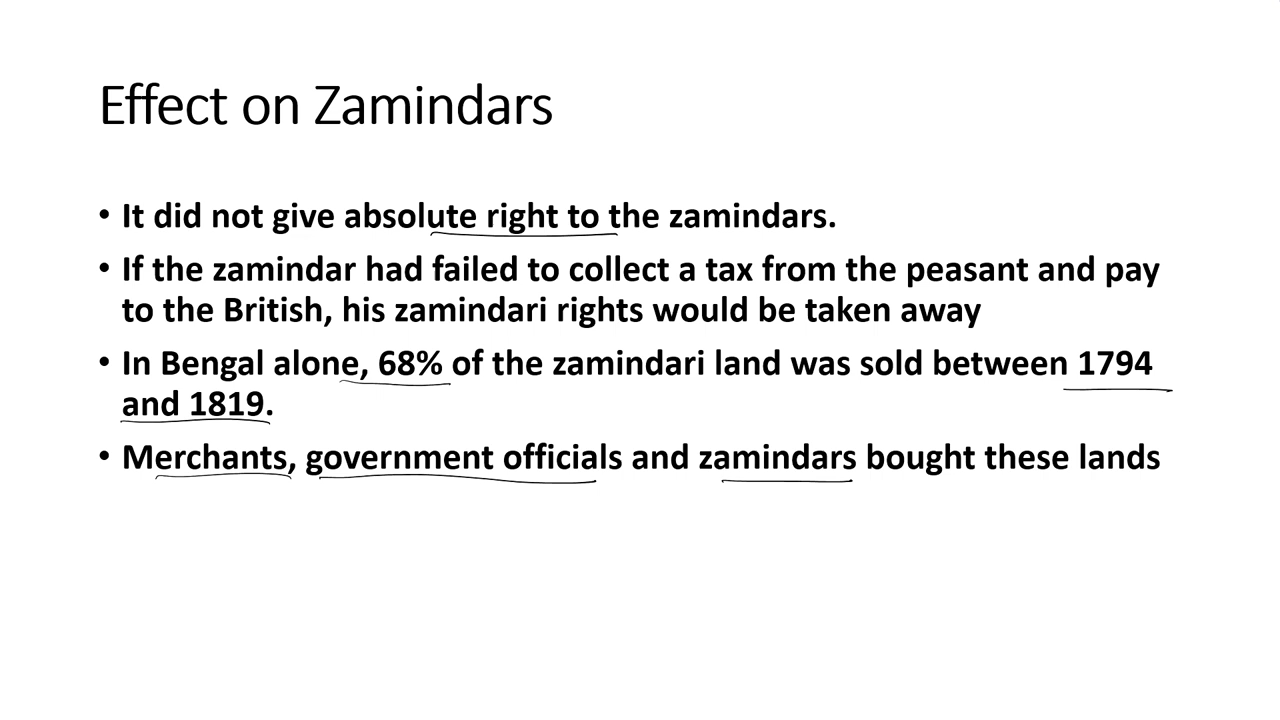 Effect on Zamindars
• It did not give absolute right to the zamindars.
• If the zamindar had failed to collect a tax from the peasant and pay
to the British, his zamindari rights would be taken away
• In Bengal alone, 68% of the zamindari land was sold between 1794
and 1819.
• Merchants, government officials and zamindars bought these lands